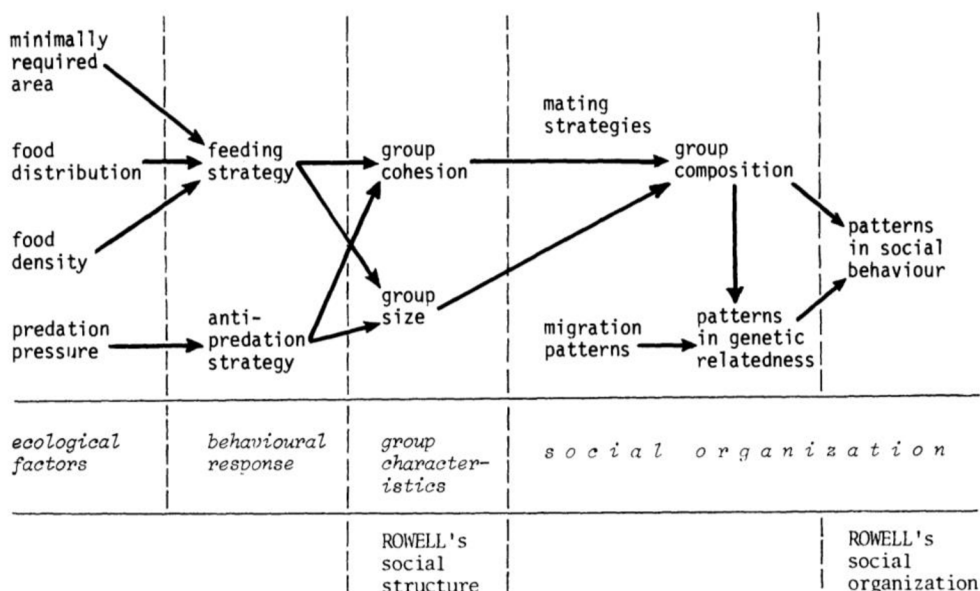 minimally
required
area
food
distribution
food
density
predation
pressure
feeding
strategy
anti-
predation
strategy
group
cohesion
group
size
mating
strategies
migration
patterns
group
composition
patterns
in genetic
relatedness
patterns
in social
behaviour
ecological
factors
behavioural
response
group
character-
istics
social organization
ROWELL's
social
structure
ROWELL's
social
organization